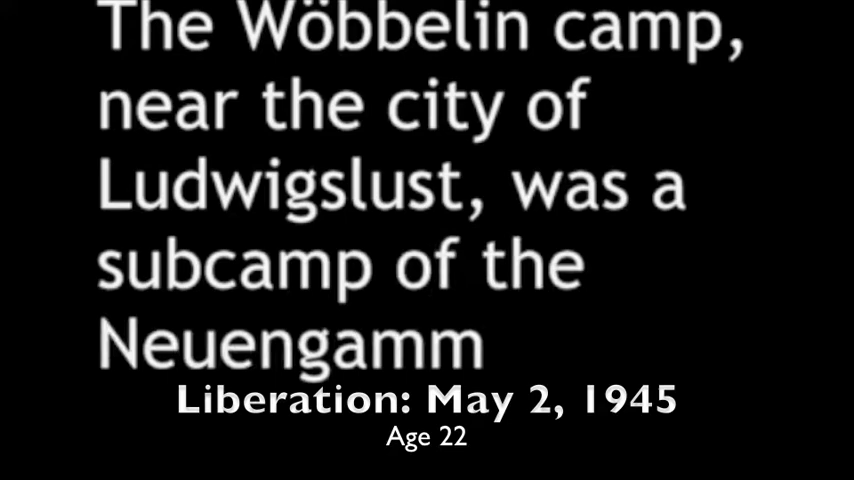 The Wöbbelin camp,
near the city of
Ludwigslust, was a
subcamp of the
Neuengamm
Liberation: May 2, 1945
Age 22